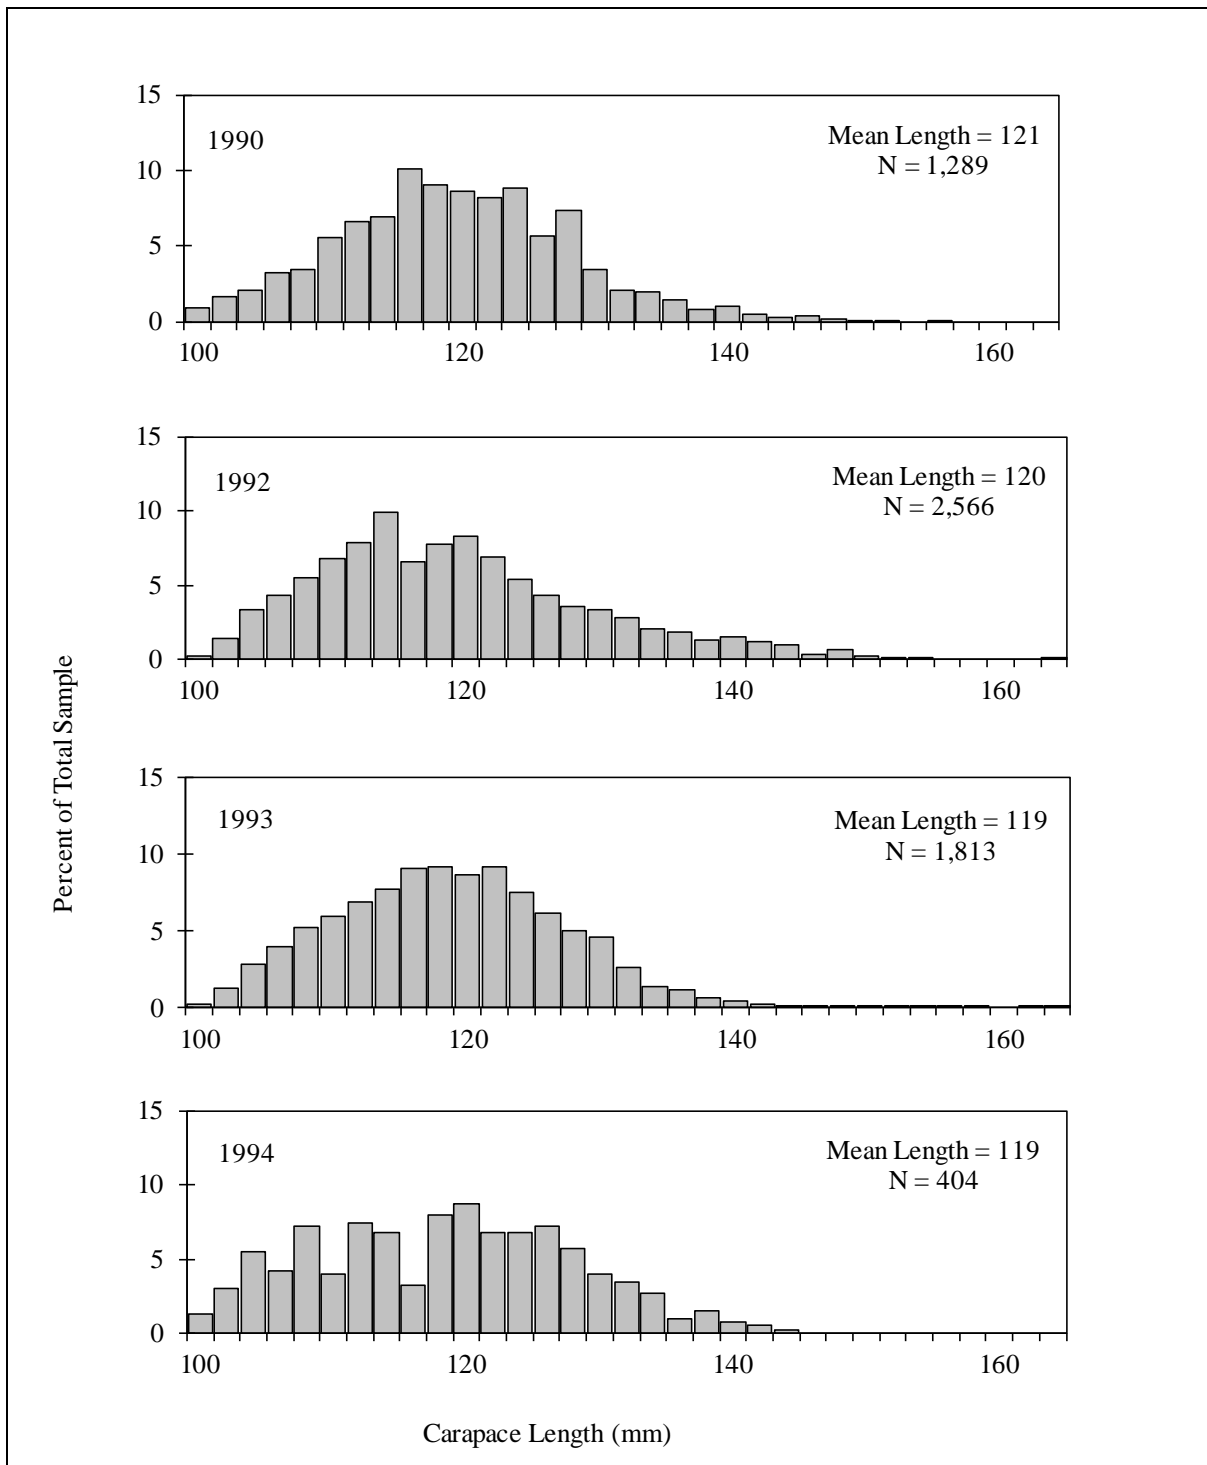 15
1990
Mean Length = 121
N = 1,289
10
5
0
100 120 140 160
15
1992
Mean Length = 120
N = 2,566
10
5
0
100 120 140 160
Percent of Total Sample
15
1993
Mean Length = 119
N = 1,813
10
5
0
100 120 140 160
15
1994
Mean Length = 119
N = 404
10
5
0
100 120 140 160
Carapace Length (mm)